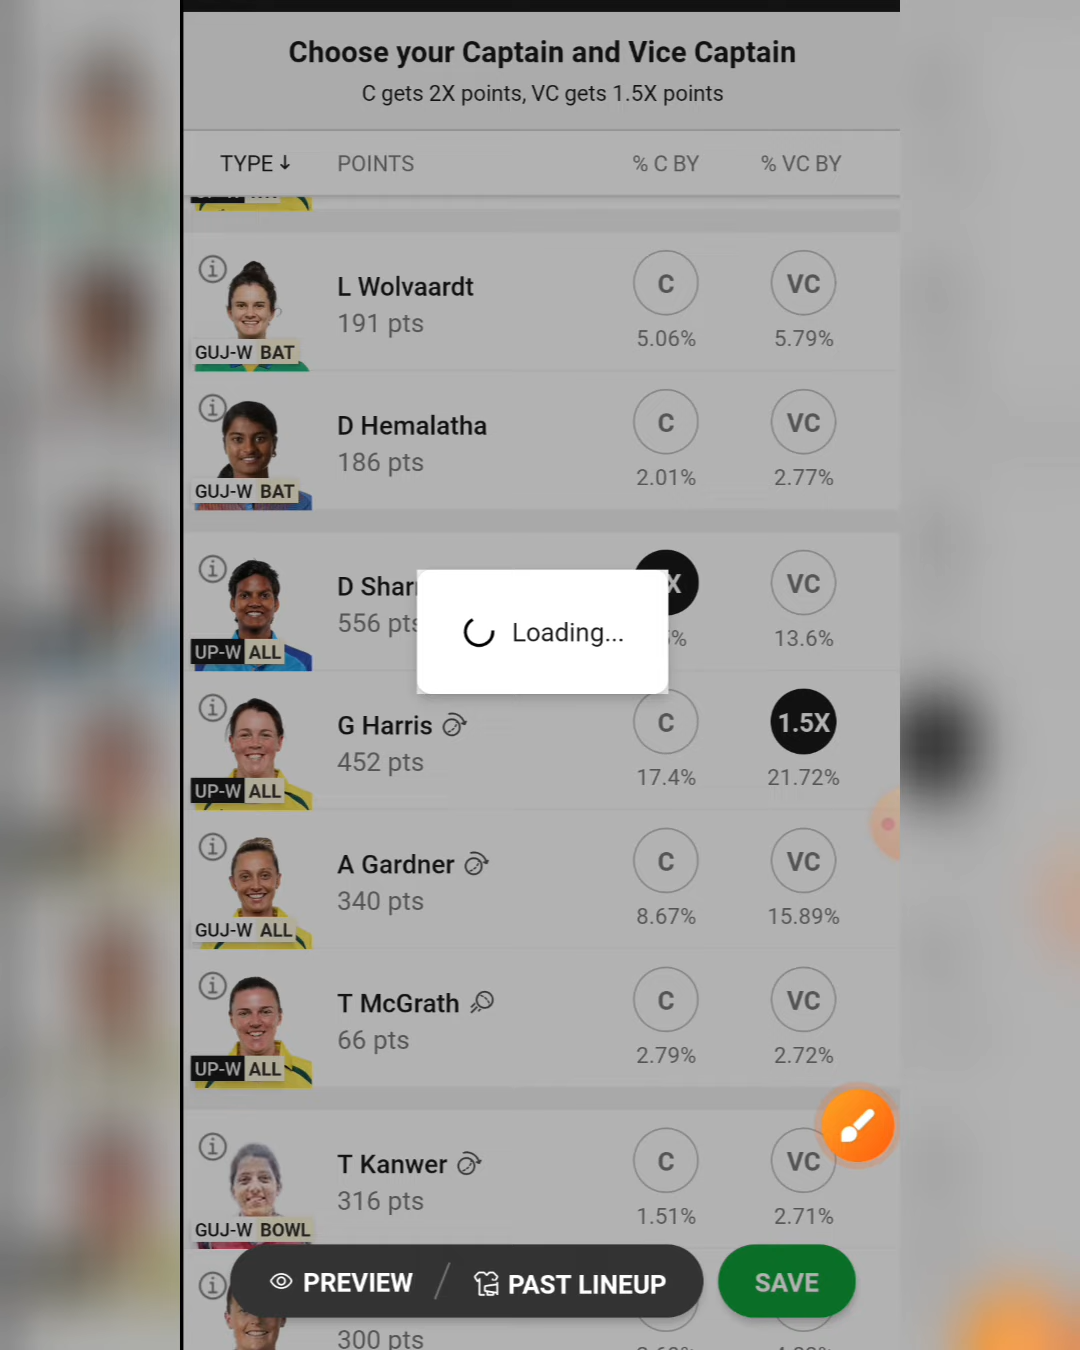 Choose your Captain and Vice Captain
C gets 2X points, VC gets 1.5X points
TYPE↓ POINTS % C BY % VC BY
L Wolvaardt
191 pts
C VC
5.06% 5.79%
GUJ-W BAT
D Hemalatha
186 pts
C VC
2.01% 2.77%
GUJ-W BAT
556 pts
VC
13.6%
UP-W ALL
Loading...
G Harris
452 pts
C 1.5X
17.4% 21.72%
UP-W ALL
A Gardner
340 pts
C VC
8.67% 15.89%
GUJ-W ALL
T McGrath
66 pts
C VC
2.79% 2.72%
UP-W ALL
T Kanwer
316 pts
C VC
1.51% 2.71%
GUJ-W BOWL
PREVIEW / PAST LINEUP SAVE
300 pts